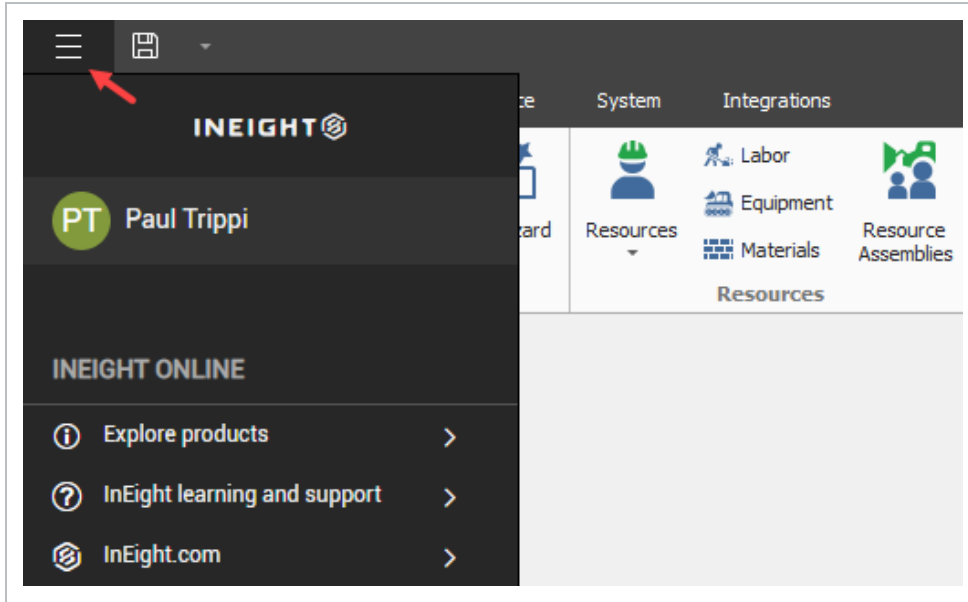 ce System Integrations
INEIGHT
PT Paul Trippi
zard Resources Labor
Equipment
Materials
Resource
Assemblies
Resources
INEIGHT ONLINE
Explore products
InEight learning and support
InEight.com